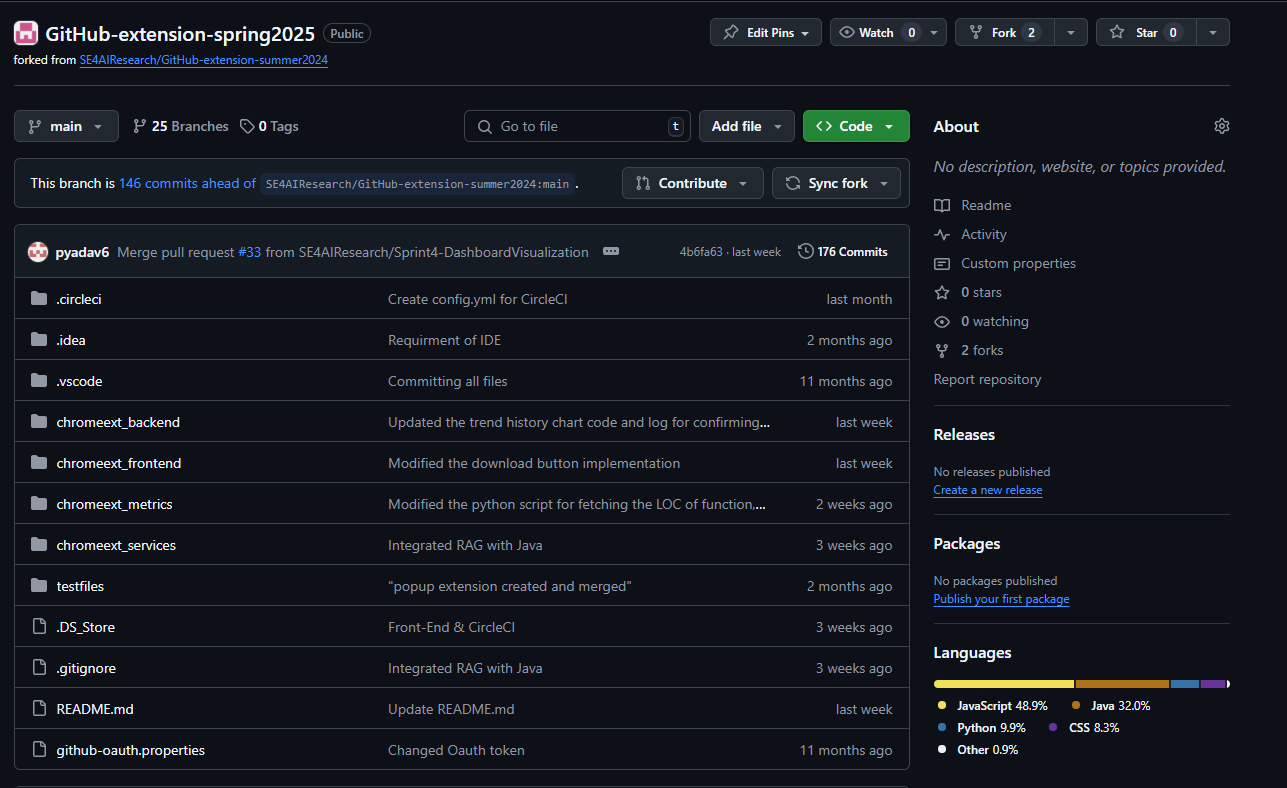 GitHub-extension-spring2025 Public
Edit Pins Watch 0 Fork 2 Star 0
forked from SE4AIResearch/GitHub-extension-summer2024
main 25 Branches 0 Tags
Go to file t Add file Code
This branch is 146 commits ahead of SE4AIResearch/GitHub-extension-summer2024:main .
Contribute Sync fork
pyadav6 Merge pull request #33 from SE4AIResearch/Sprint4-DashboardVisualization 4b6fa63 · last week 176 Commits
.circleci Create config.yml for CircleCI last month
.idea Requirment of IDE 2 months ago
.vscode Committing all files 11 months ago
chromeext_backend Updated the trend history chart code and log for confirming... last week
chromeext_frontend Modified the download button implementation last week
chromeext_metrics Modified the python script for fetching the LOC of function,... 2 weeks ago
chromeext_services Integrated RAG with Java 3 weeks ago
testfiles "popup extension created and merged" 2 months ago
.DS_Store Front-End & CircleCI 3 weeks ago
.gitignore Integrated RAG with Java 3 weeks ago
README.md Update README.md last week
github-oauth.properties Changed Oauth token 11 months ago
About
No description, website, or topics provided.
Readme
Activity
Custom properties
0 stars
0 watching
2 forks
Report repository
Releases
No releases published
Create a new release
Packages
No packages published
Publish your first package
Languages
JavaScript 48.9% Java 32.0%
Python 9.9% CSS 8.3%
Other 0.9%